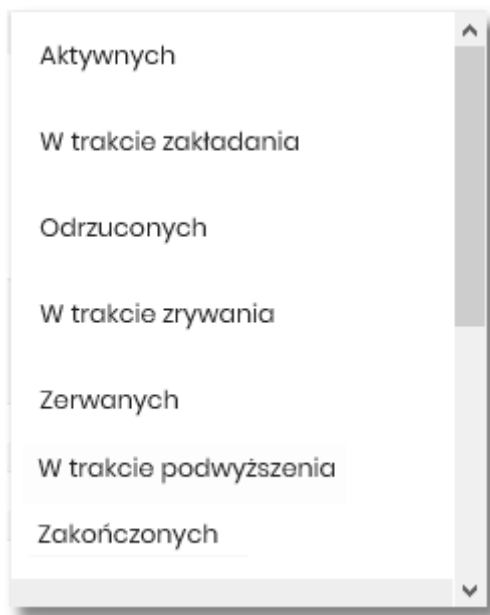 Aktywnych
W trakcie zakładania
Odrzuconych
W trakcie zrywania
Zerwanych
W trakcie podwyższenia
Zakończonych